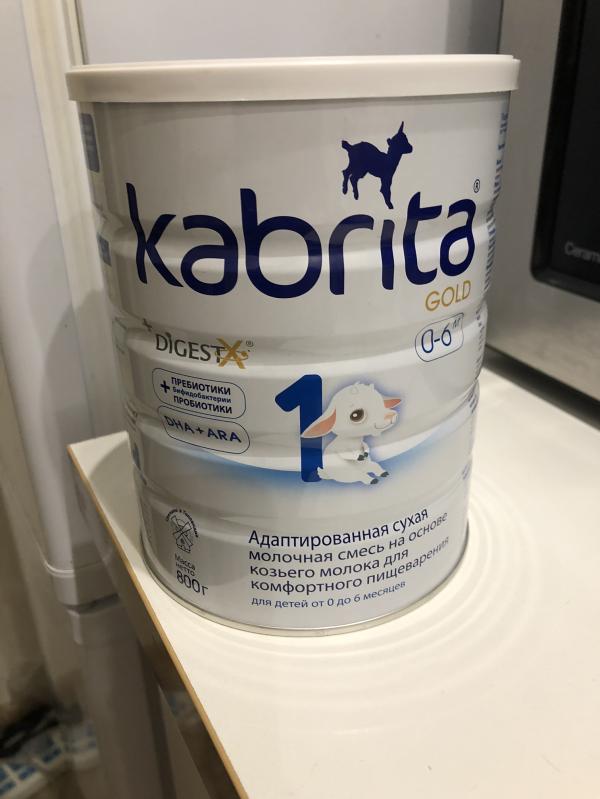 kabrita®
GOLD
0-6
DIGESTX®
+ ПРЕБИОТИКИ
Бифидобактерии
ПРОБИОТИКИ
DHA+ARA
1
Адаптированная сухая
молочная смесь на основе
козьего молока для
комфортного пищеварения
для детей от 0 до 6 месяцев
Масса
нетто
800г